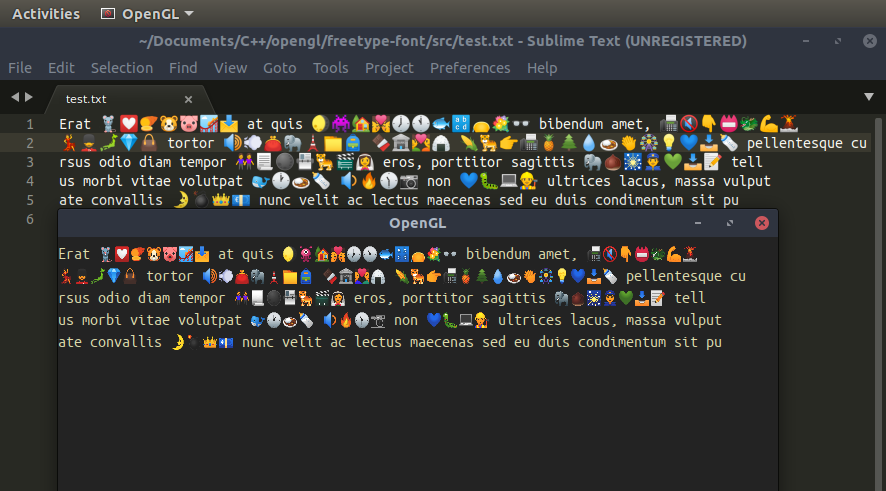 Activities OpenGL
~/Documents/C++/opengl/freetype-font/src/test.txt - Sublime Text (UNREGISTERED)
File Edit Selection Find View Goto Tools Project Preferences Help
test.txt
1 Erat at quis bibendum amet,
2 tortor pellentesque cu
3 rsus odio diam tempor eros, porttitor sagittis tell
4 us morbi vitae volutpat non ultrices lacus, massa volupt
5 ate convallis nunc velit ac lectus maecenas sed eu duis condimentum sit pu
6
OpenGL
Erat at quis bibendum amet,
tortor pellentesque cu
rsus odio diam tempor eros, porttitor sagittis tell
us morbi vitae volutpat non ultrices lacus, massa volupt
ate convallis nunc velit ac lectus maecenas sed eu duis condimentum sit pu